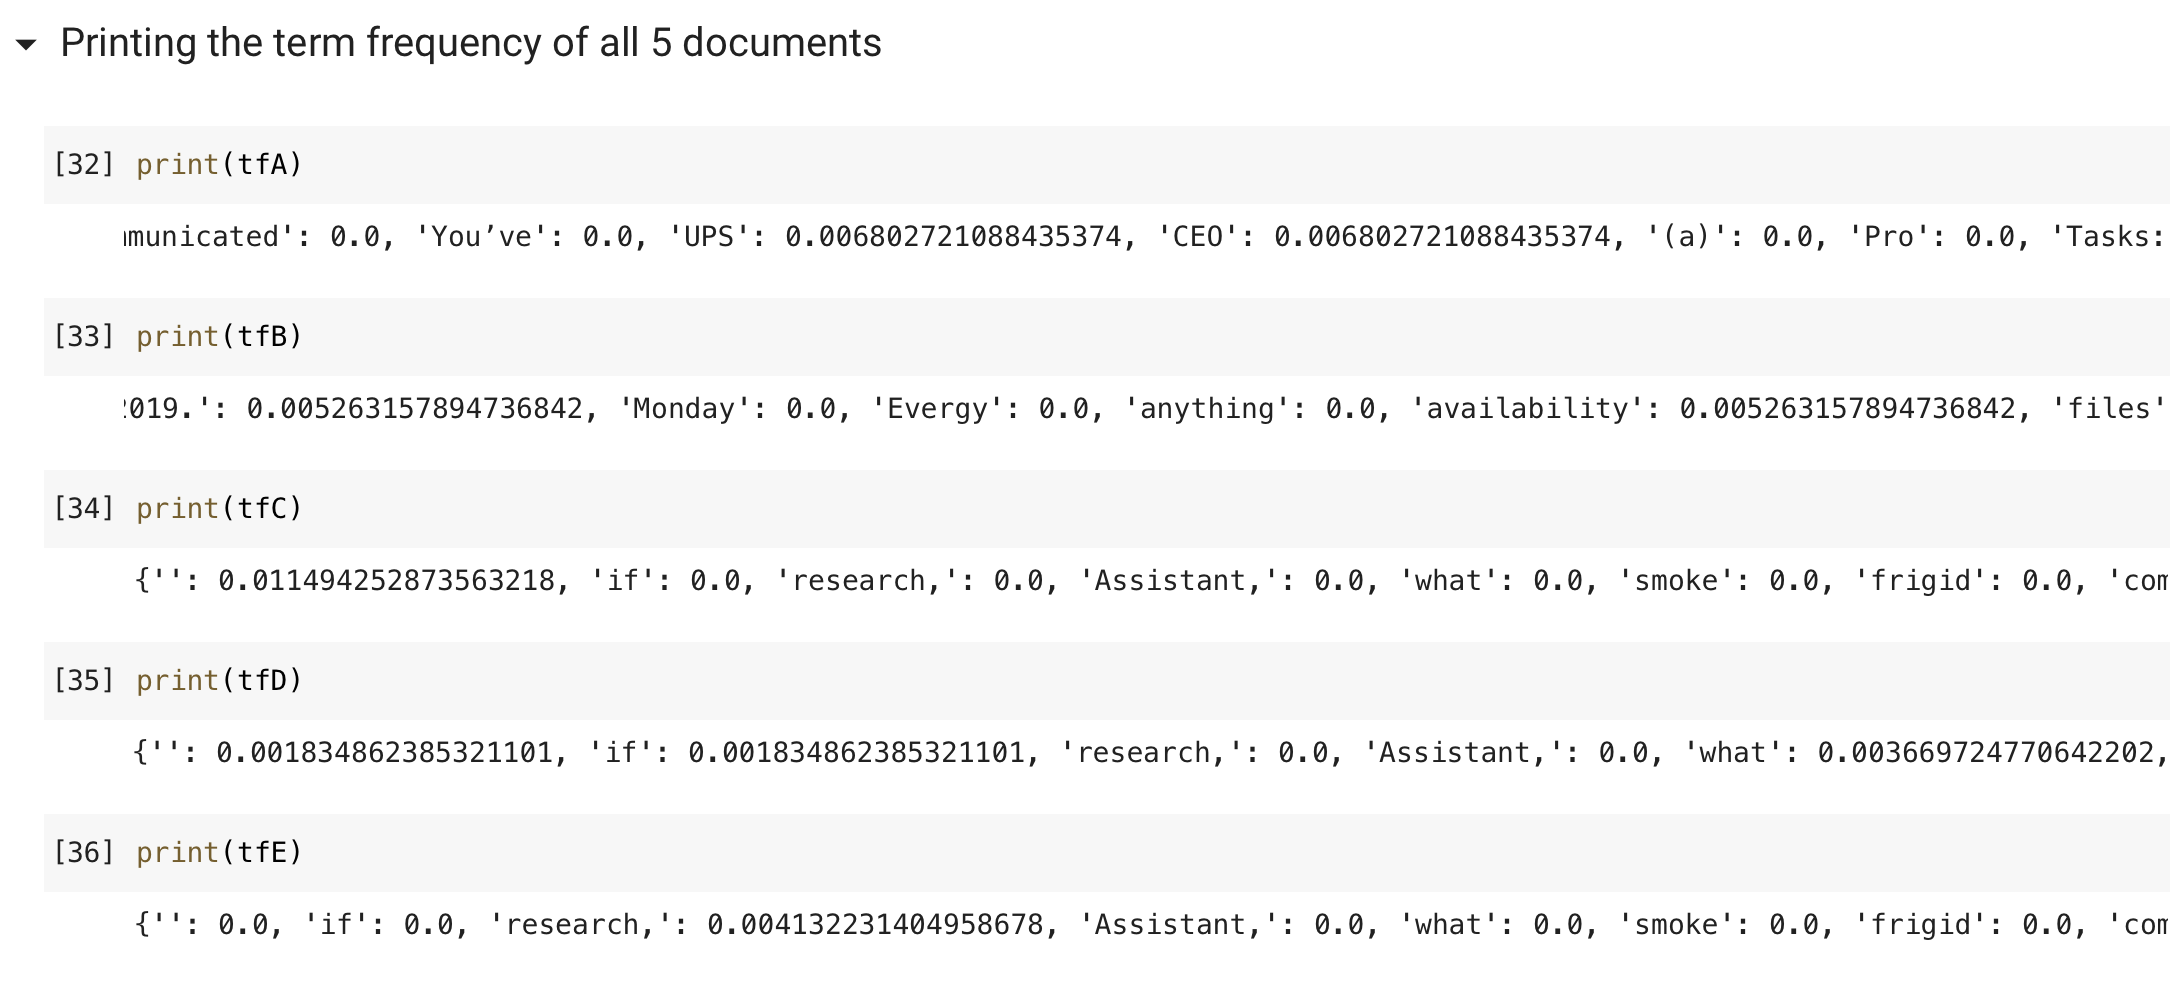 Printing the term frequency of all 5 documents
[32] print(tfA)
municated': 0.0, 'You’ve': 0.0, 'UPS': 0.006802721088435374, 'CEO': 0.006802721088435374, '(a)': 0.0, 'Pro': 0.0, 'Tasks:
[33] print(tfB)
019.': 0.005263157894736842, 'Monday': 0.0, 'Evergy': 0.0, 'anything': 0.0, 'availability': 0.005263157894736842, 'files'
[34] print(tfC)
{'': 0.011494252873563218, 'if': 0.0, 'research,': 0.0, 'Assistant,': 0.0, 'what': 0.0, 'smoke': 0.0, 'frigid': 0.0, 'com
[35] print(tfD)
{'': 0.001834862385321101, 'if': 0.001834862385321101, 'research,': 0.0, 'Assistant,': 0.0, 'what': 0.003669724770642202,
[36] print(tfE)
{'': 0.0, 'if': 0.0, 'research,': 0.004132231404958678, 'Assistant,': 0.0, 'what': 0.0, 'smoke': 0.0, 'frigid': 0.0, 'com